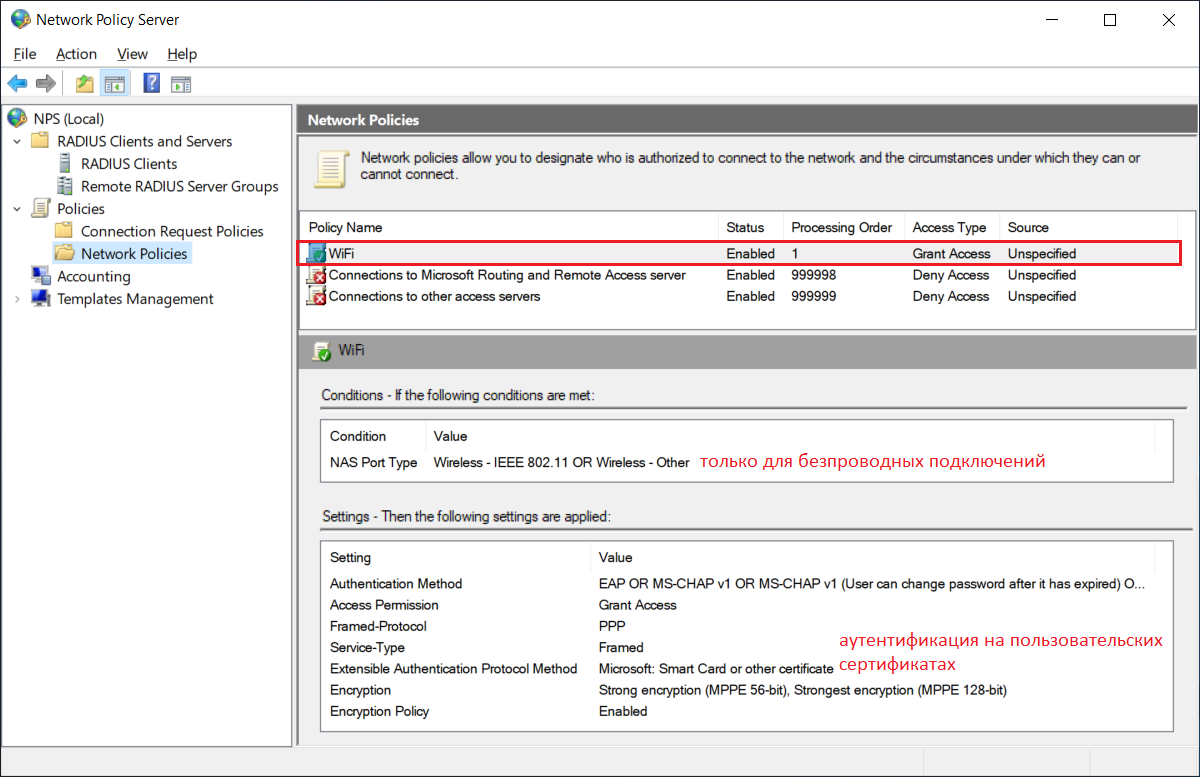 Network Policy Server
File Action View Help
NPS (Local)
RADIUS Clients and Servers
RADIUS Clients
Remote RADIUS Server Groups
Policies
Connection Request Policies
Network Policies
Accounting
Templates Management
Network Policies
Network policies allow you to designate who is authorized to connect to the network and the circumstances under which they can or
cannot connect.
Policy Name Status Processing Order Access Type Source
WiFi Enabled 1 Grant Access Unspecified
Connections to Microsoft Routing and Remote Access server Enabled 999998 Deny Access Unspecified
Connections to other access servers Enabled 999999 Deny Access Unspecified
WiFi
Conditions - If the following conditions are met:
Condition Value
NAS Port Type Wireless - IEEE 802.11 OR Wireless - Other только для безпроводных подключений
Settings - Then the following settings are applied:
Setting Value
Authentication Method EAP OR MS-CHAP v1 OR MS-CHAP v1 (User can change password after it has expired) O...
Access Permission Grant Access
Framed-Protocol PPP
Service-Type Framed
Extensible Authentication Protocol Method Microsoft: Smart Card or other certificate
аутентификация на пользовательских
сертификатах
Encryption Strong encryption (MPPE 56-bit), Strongest encryption (MPPE 128-bit)
Encryption Policy Enabled